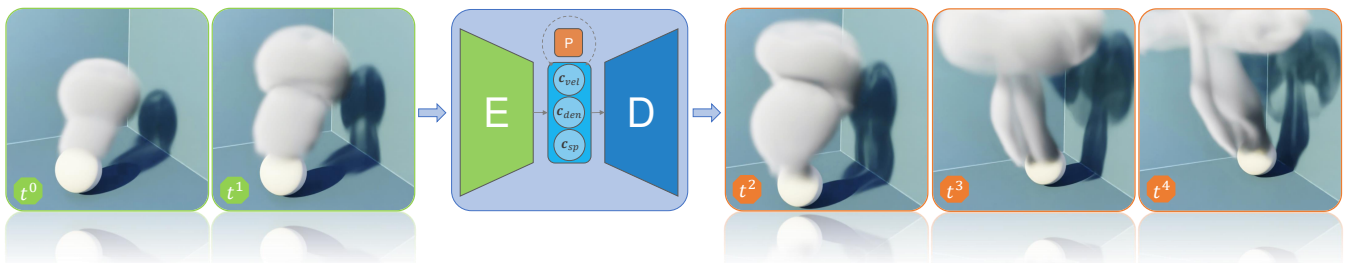 t⁰
t¹
E
P
c_vel
c_den
c_sp
D
t²
t³
t⁴